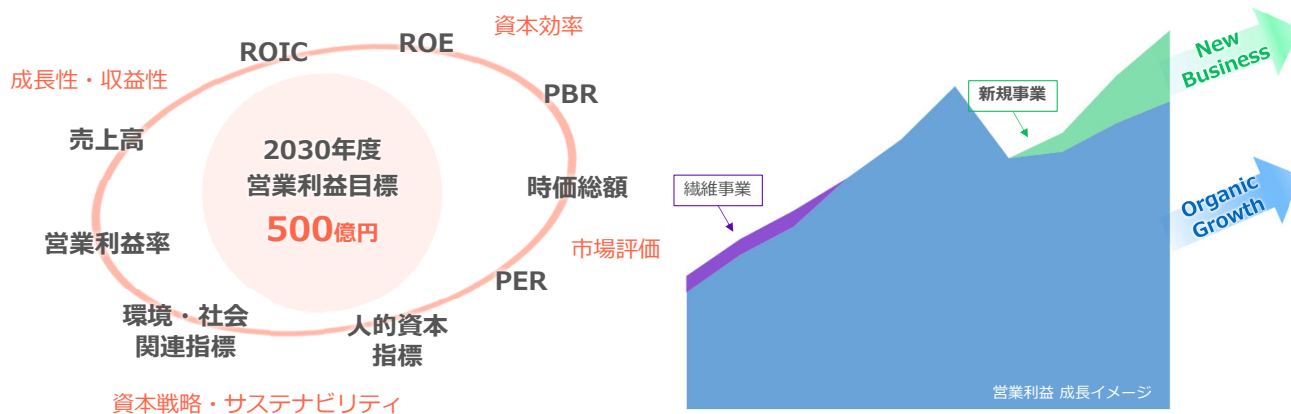 資本効率
ROE
ROIC
成長性・収益性
PBR
売上高
2030年度
営業利益目標
500億円
時価総額
営業利益率
市場評価
PER
環境・社会
関連指標
人的資本
指標
資本戦略・サステナビリティ
New
Business
新規事業
繊維事業
Organic
Growth
営業利益 成長イメージ